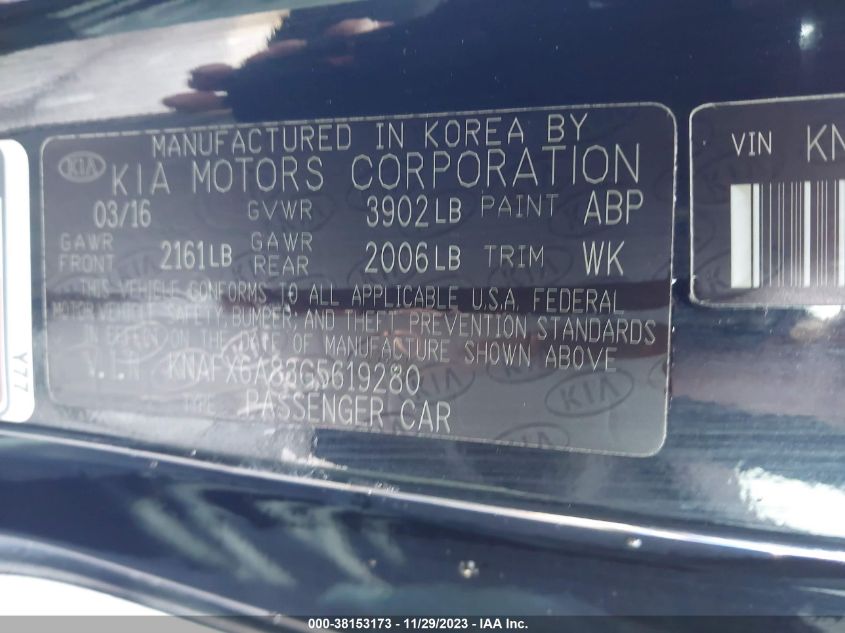 MANUFACTURED IN KOREA BY
KIA KIA MOTORS CORPORATION
03/16 GVWR 3902LB PAINT ABP
GAWR FRONT 2161LB GAWR REAR 2006LB TRIM WK
THIS VEHICLE CONFORMS TO ALL APPLICABLE U.S.A. FEDERAL
MOTOR VEHICLE SAFETY, BUMPER, AND THEFT PREVENTION STANDARDS
IN EFFECT ON THE DATE OF MANUFACTURE SHOWN ABOVE
V.I.N KNAFX6A83G5619280
TYPE PASSENGER CAR
VIN KN
Y77
000-38153173 - 11/29/2023 - IAA Inc.